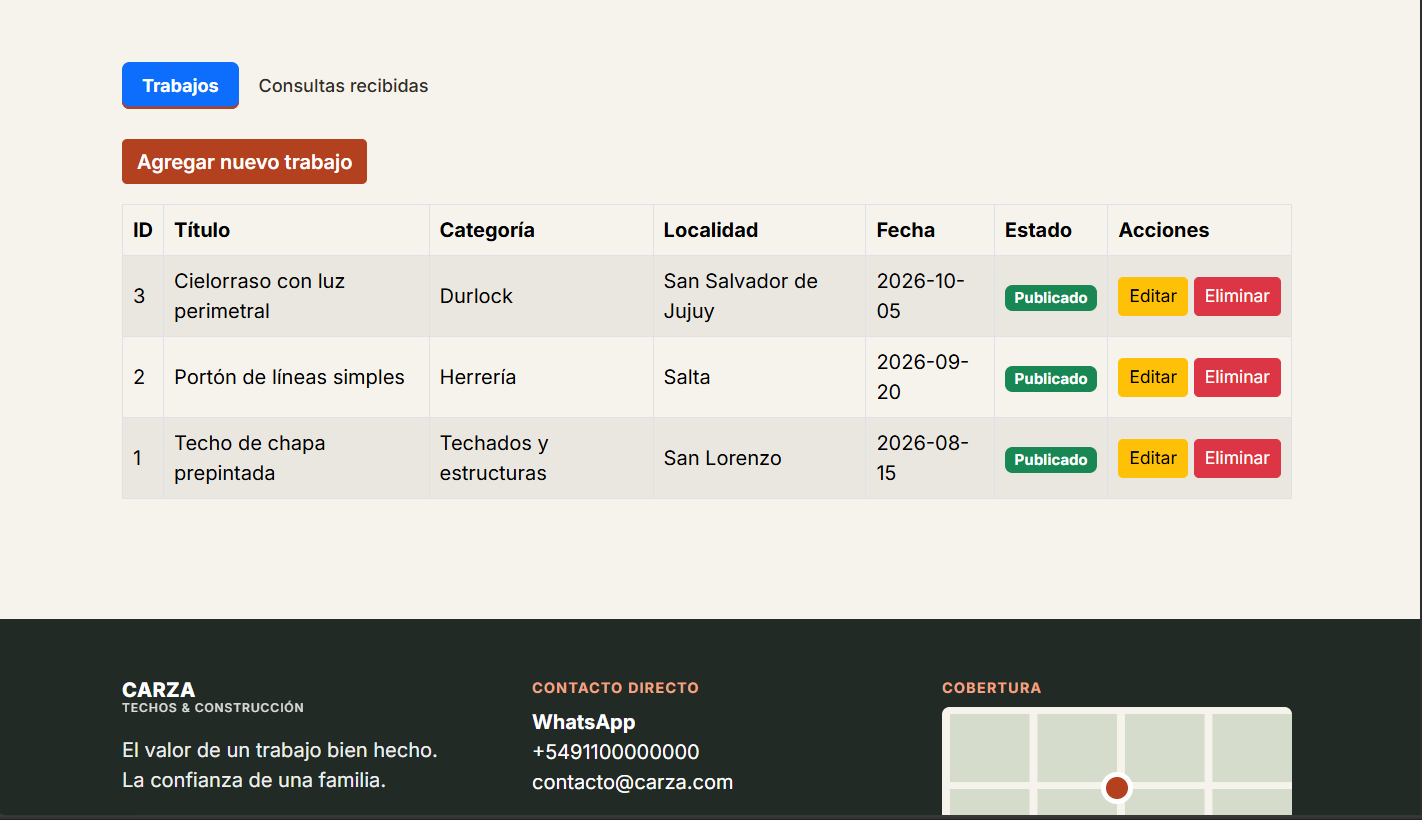 Trabajos Consultas recibidas
Agregar nuevo trabajo
ID Título Categoría Localidad Fecha Estado Acciones
3 Cielorraso con luz perimetral Durlock San Salvador de Jujuy 2026-10-05 Publicado Editar Eliminar
2 Portón de líneas simples Herrería Salta 2026-09-20 Publicado Editar Eliminar
1 Techo de chapa prepintada Techados y estructuras San Lorenzo 2026-08-15 Publicado Editar Eliminar
CARZA
TECHOS & CONSTRUCCIÓN
El valor de un trabajo bien hecho.
La confianza de una familia.
CONTACTO DIRECTO
WhatsApp
+5491100000000
contacto@carza.com
COBERTURA